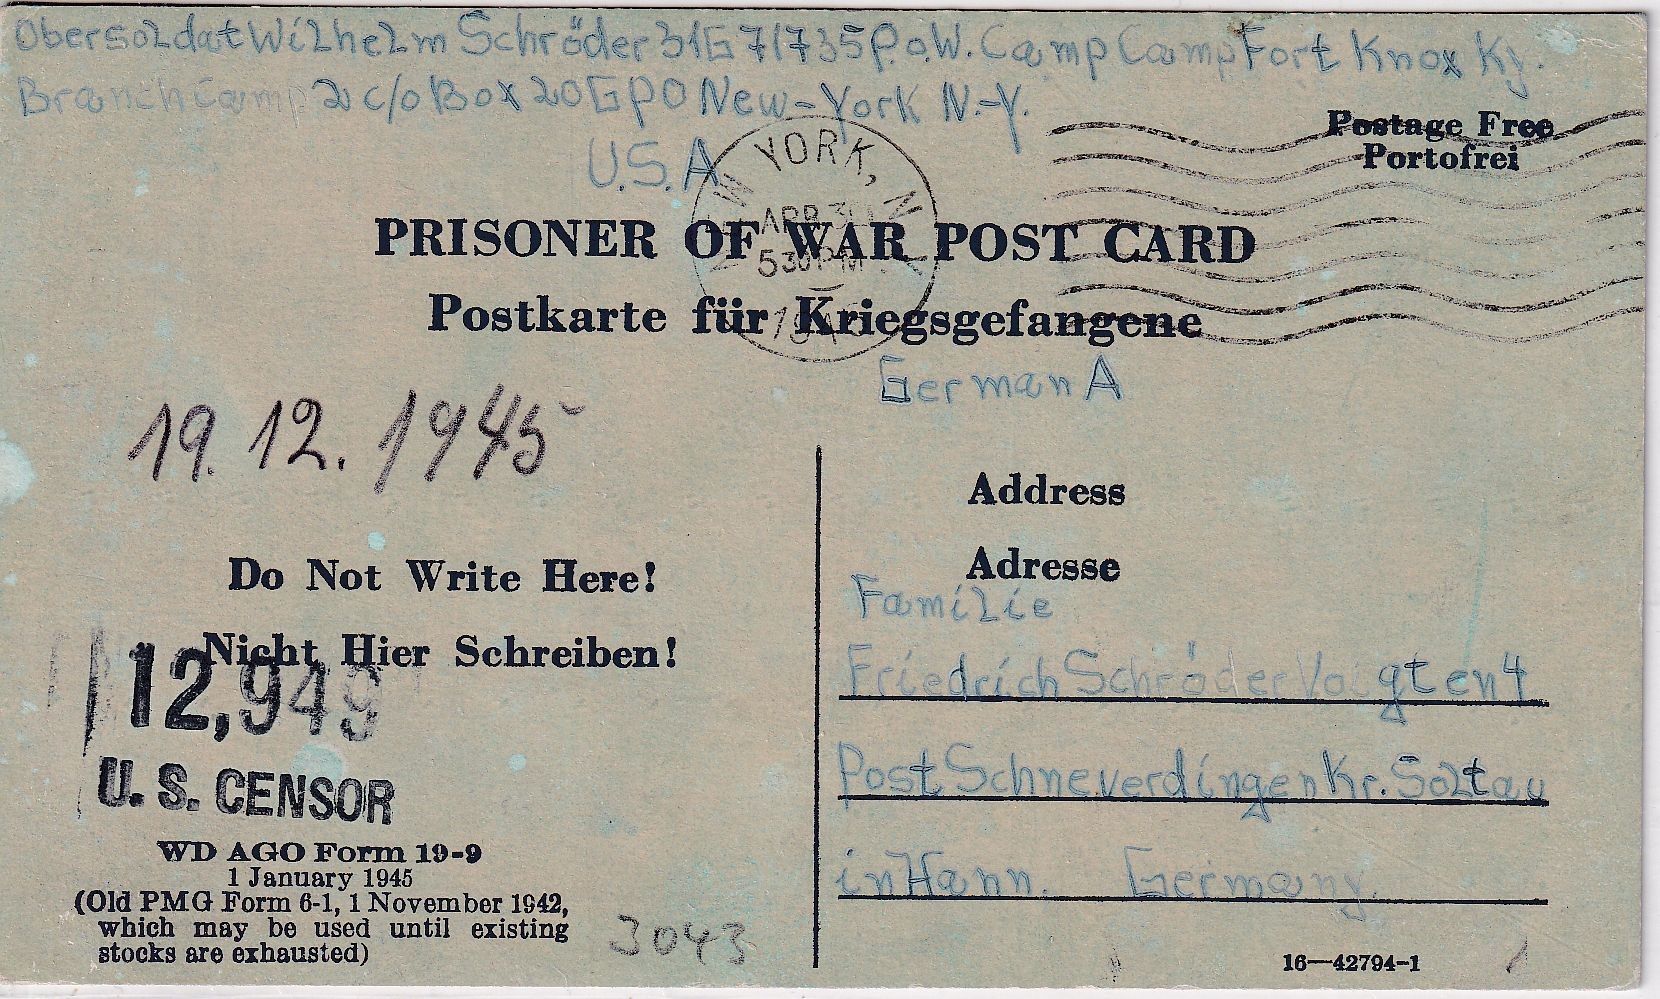 Obersoldat Wilhelm Schröder 31G71735 P.o.W. Camp Camp Fort Knox Ky.
Branch Camp 2 c/o Box 20 GPO New-York N-Y.
U.S.A
Postage Free
Portofrei
W YORK, N
APR 30
5 30 PM
PRISONER OF WAR POST CARD
Postkarte für Kriegsgefangene
GermanA
19. 12. 1945
Address
Adresse
Do Not Write Here!
Nicht Hier Schreiben!
12,949
U. S. CENSOR
WD AGO Form 19-9
1 January 1945
(Old PMG Form 6-1, 1 November 1942,
which may be used until existing
stocks are exhausted)
3043
Familie
Friedrich Schröder Voigten 4
Post Schneverdingen Kr. Soltau
in Hann. Germany.
16—42794-1